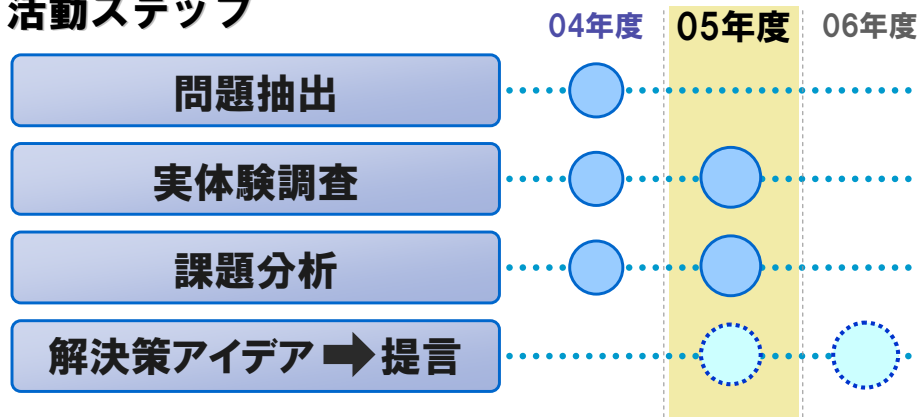 活動ステップ
04年度 05年度 06年度
問題抽出
実体験調査
課題分析
解決策アイデア ➡ 提言